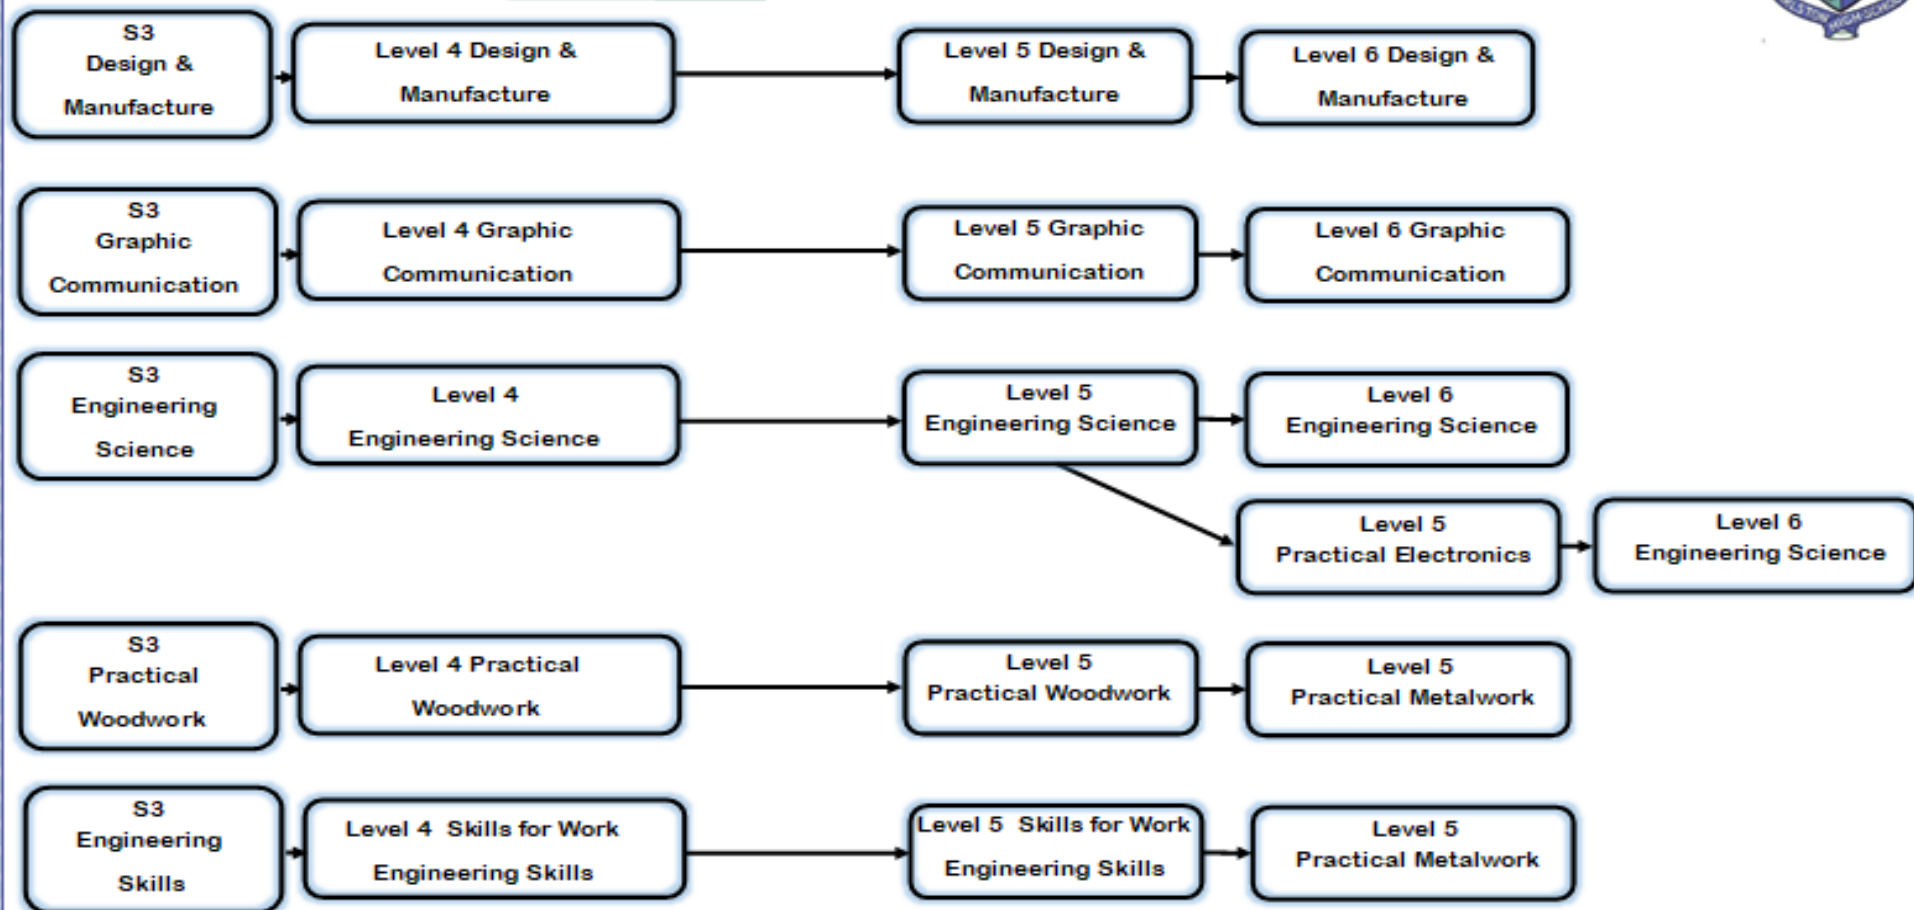 S3
Design &
Manufacture
Level 4 Design &
Manufacture
Level 5 Design &
Manufacture
Level 6 Design &
Manufacture
S3
Graphic
Communication
Level 4 Graphic
Communication
Level 5 Graphic
Communication
Level 6 Graphic
Communication
S3
Engineering
Science
Level 4
Engineering Science
Level 5
Engineering Science
Level 6
Engineering Science
Level 5
Practical Electronics
Level 6
Engineering Science
S3
Practical
Woodwork
Level 4 Practical
Woodwork
Level 5
Practical Woodwork
Level 5
Practical Metalwork
S3
Engineering
Skills
Level 4 Skills for Work
Engineering Skills
Level 5 Skills for Work
Engineering Skills
Level 5
Practical Metalwork
HIGH SCHOOL